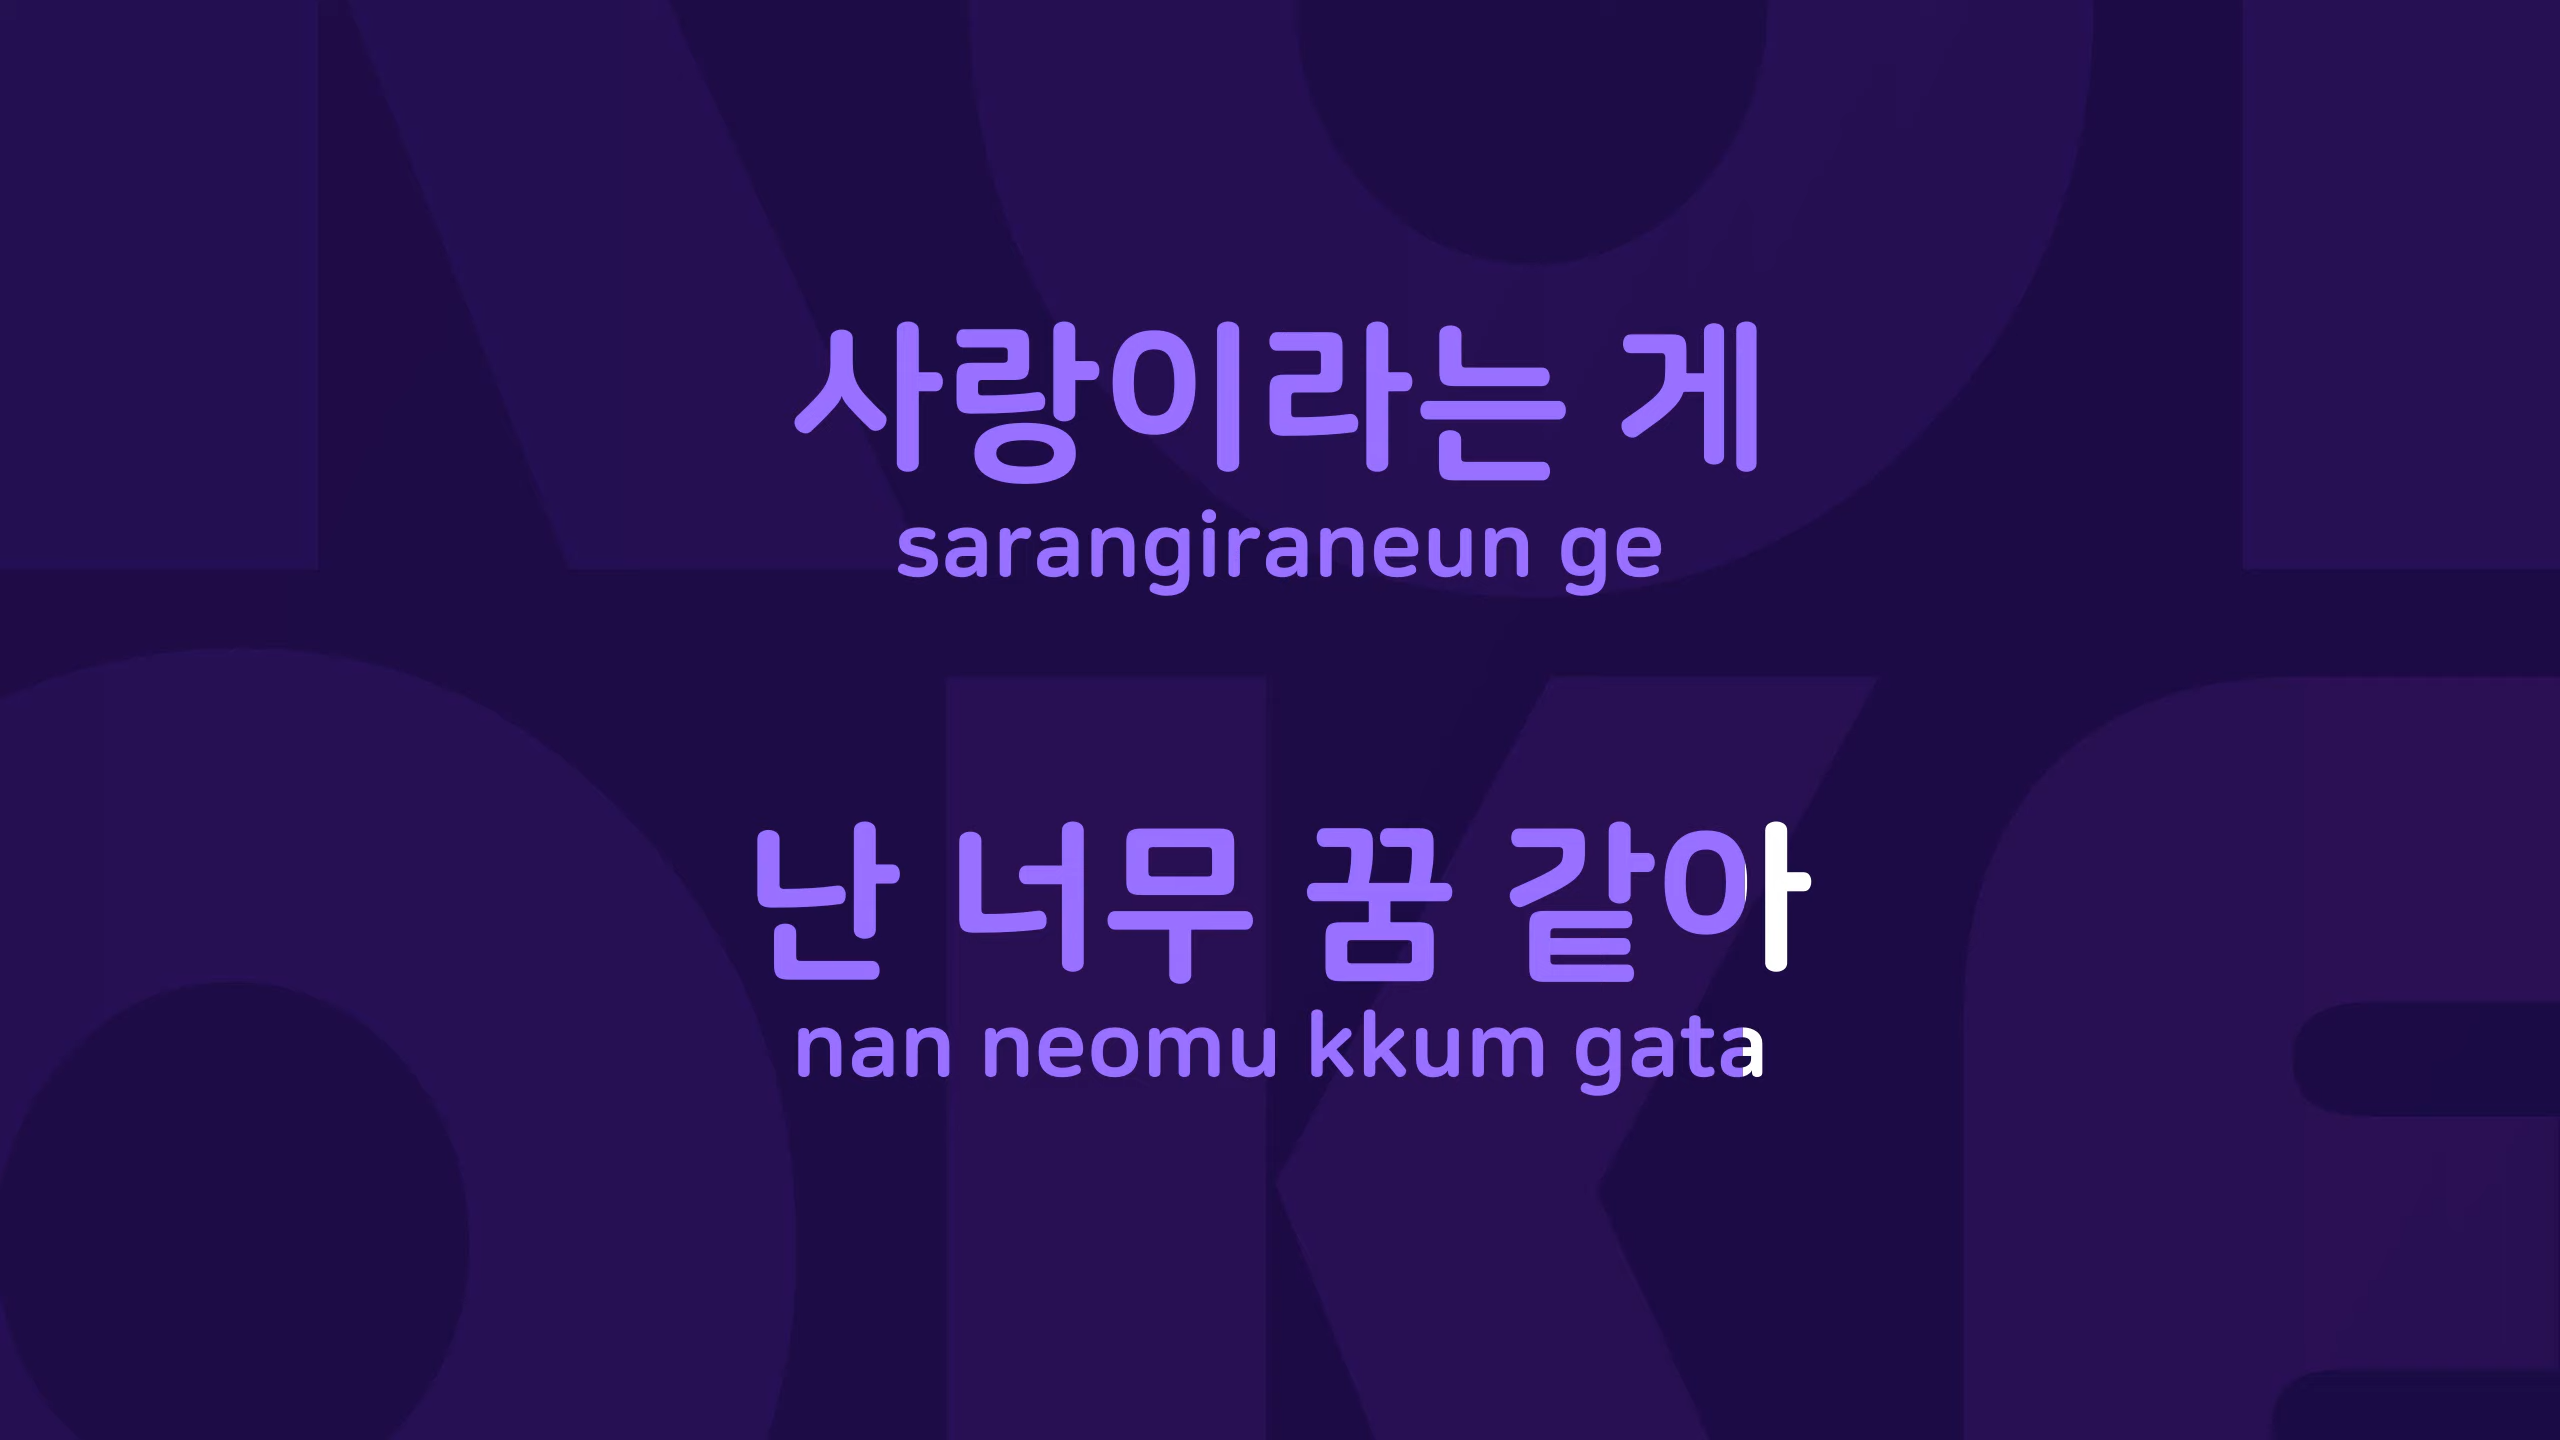 사랑이라는 게
sarangiraneun ge
난 너무 꿈 같아
nan neomu kkum gata